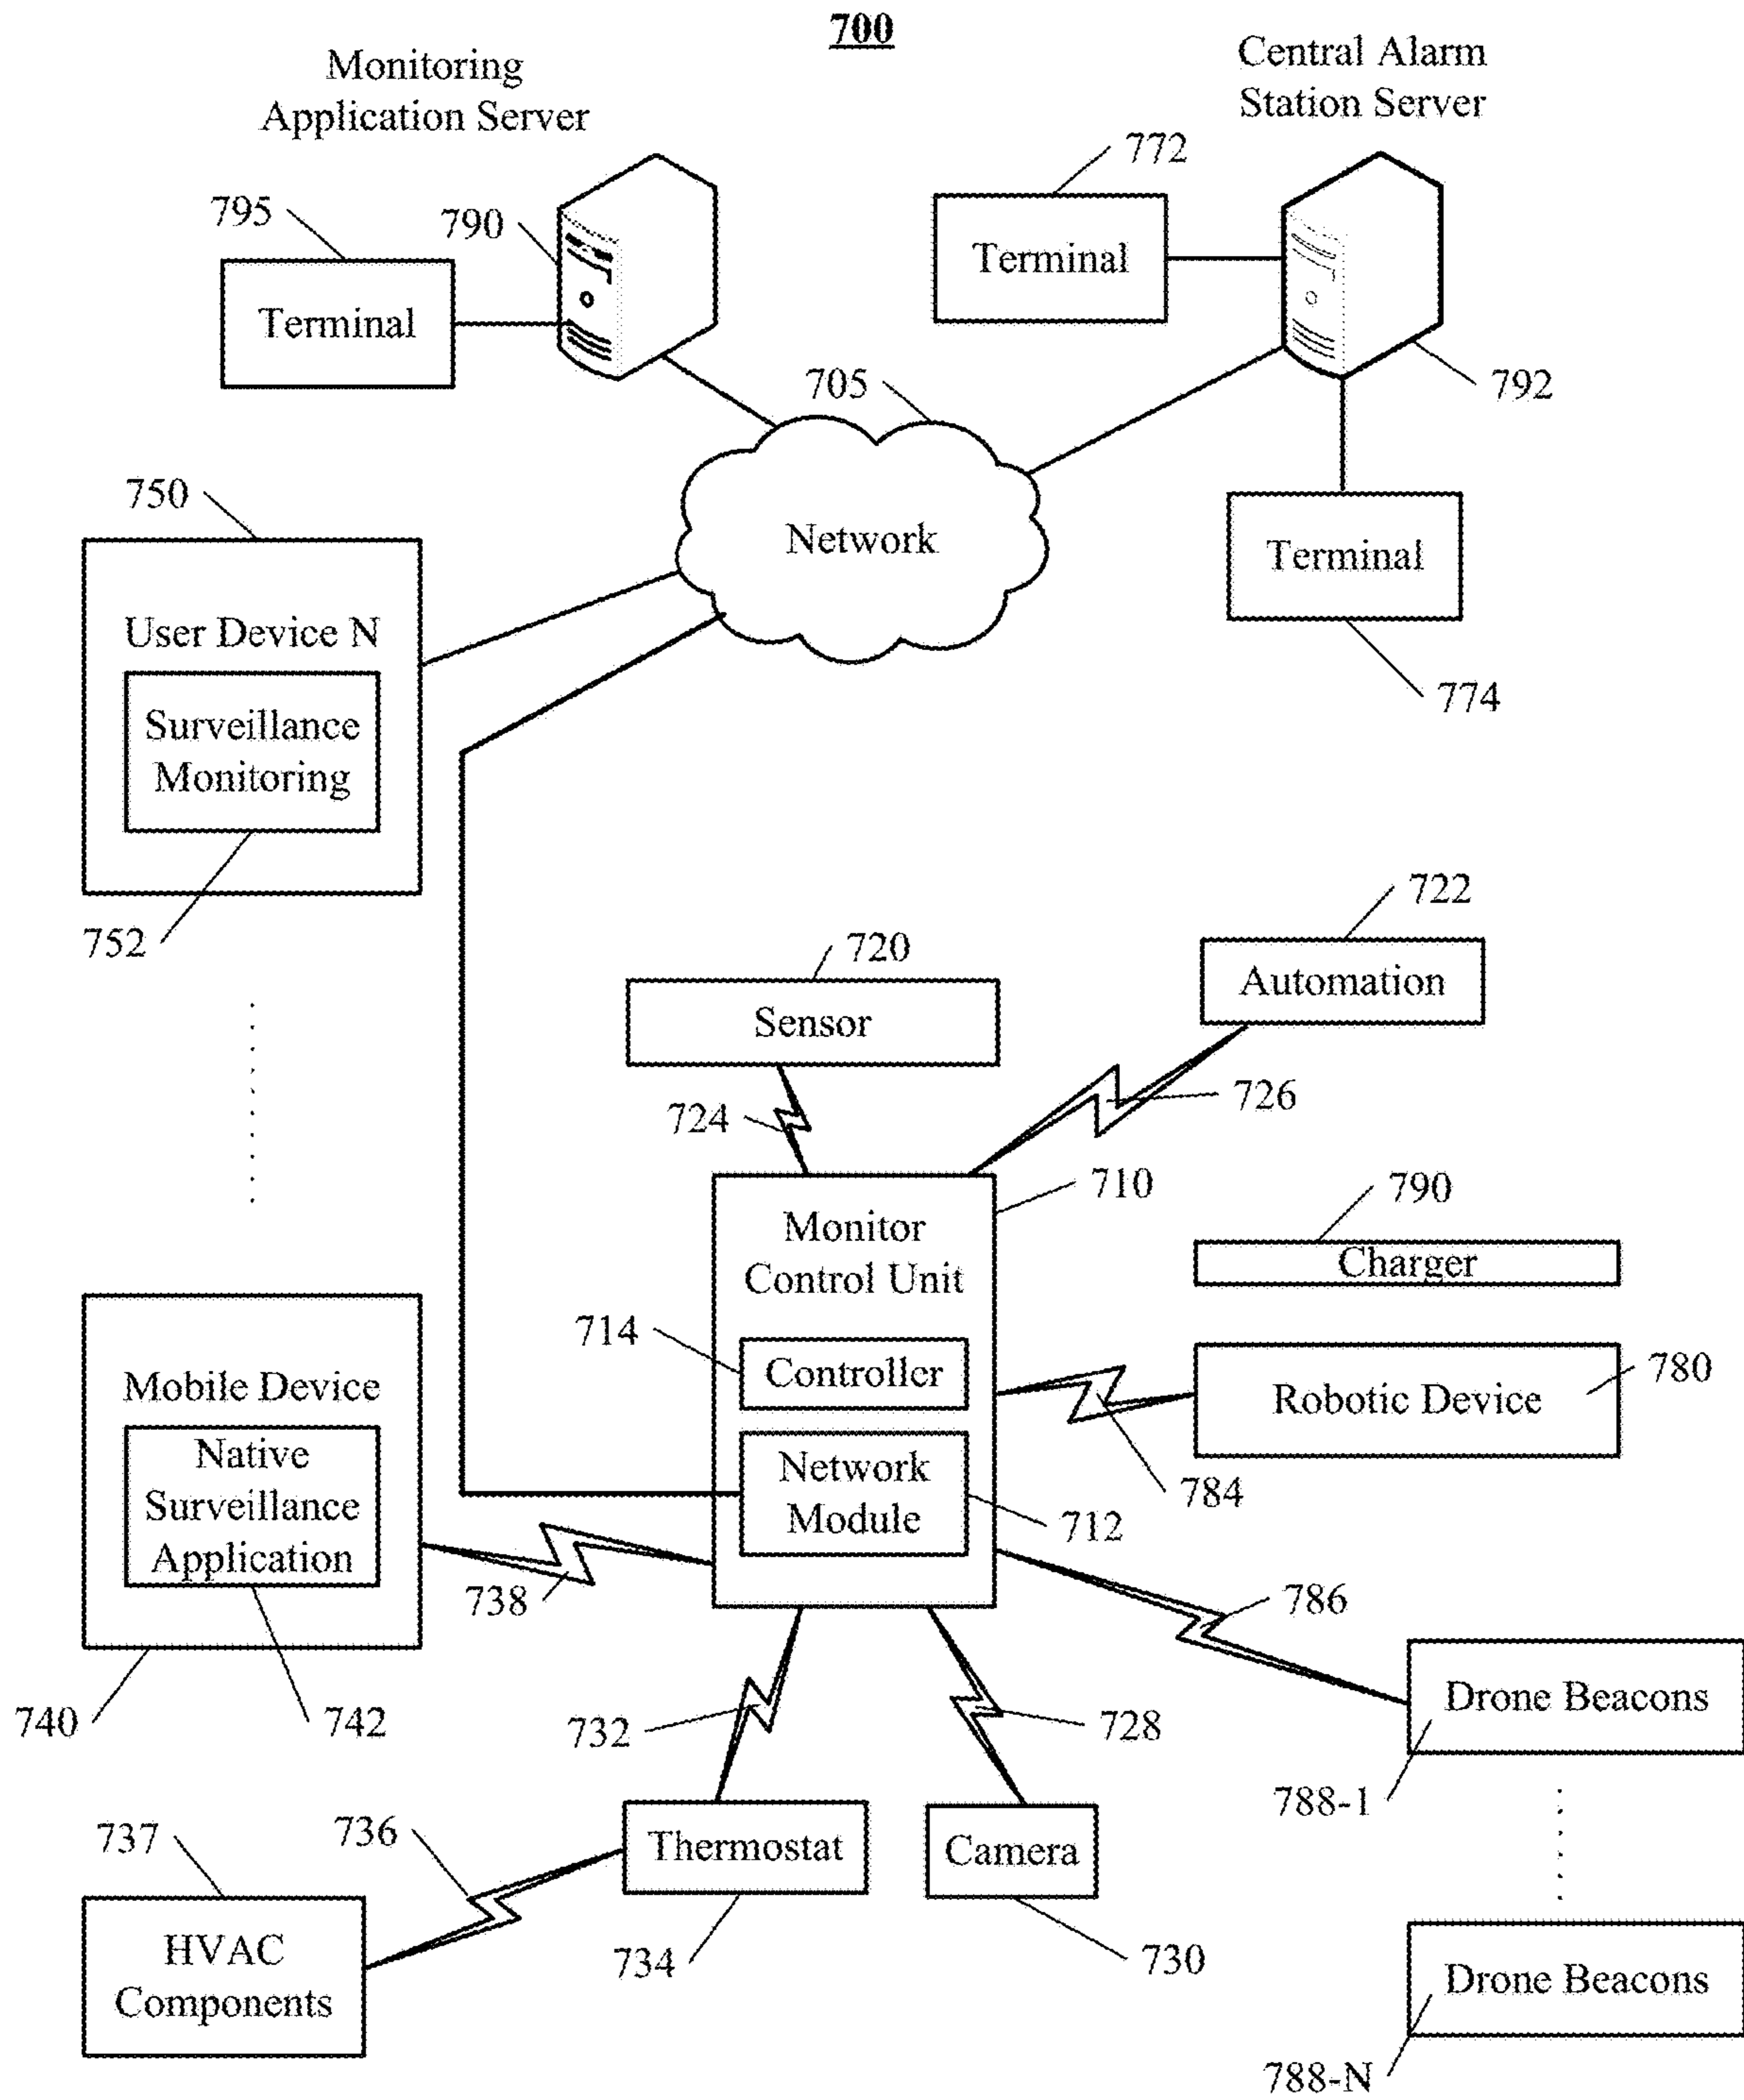 700
Monitoring
Application Server
Central Alarm
Station Server
772
795
790
Terminal
Terminal
705
792
750
Network
Terminal
User Device N
774
Surveillance
Monitoring
752
722
720
Automation
Sensor
726
724
710
790
Monitor
Control Unit
Charger
714
Controller
780
Mobile Device
Robotic Device
Native
Surveillance
Application
Network
Module
784
712
738
786
740
742
732
728
Drone Beacons
788-1
737
736
Thermostat
Camera
HVAC
Components
734
730
Drone Beacons
788-N